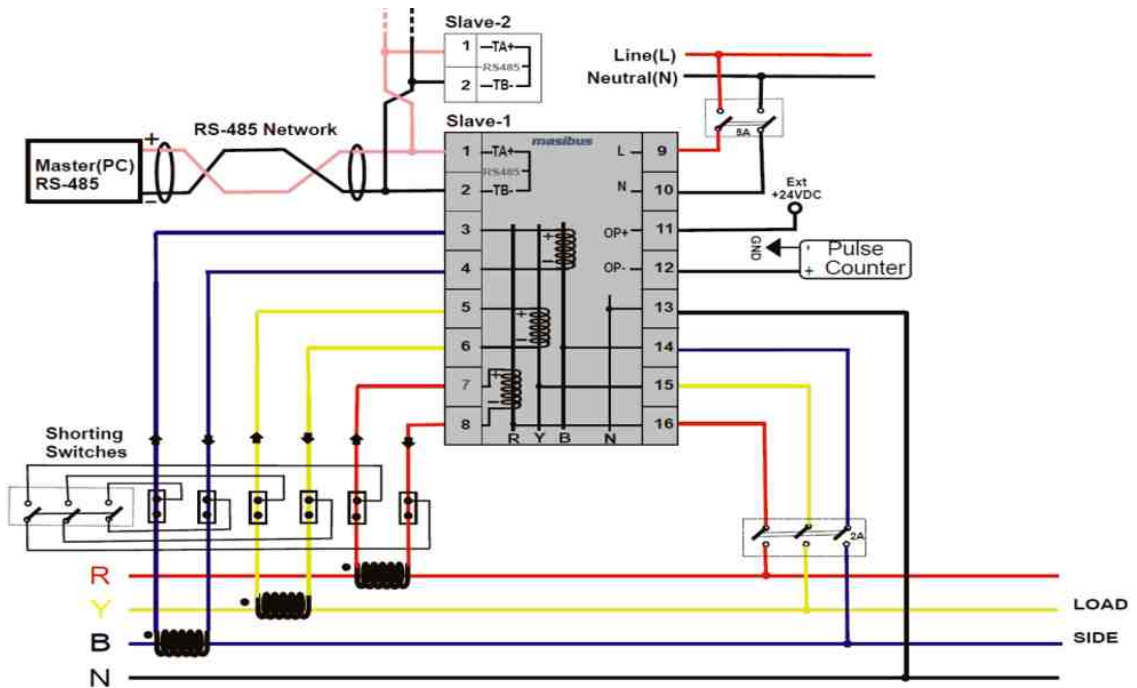 Slave-2
1 TA+
RS485
2 TB-
Line(L)
Neutral(N)
8A
RS-485 Network
Master(PC)
RS-485
+
−
Slave-1
masibus
1 TA+
RS485
2 TB-
3
4
5
6
7
8
+
−
+
−
+
−
R Y B N
L 9
N 10
OP+ 11
OP- 12
13
14
15
16
Ext
+24VDC
GND
- Pulse
+ Counter
Shorting
Switches
2A
R
Y
B
N
LOAD
SIDE